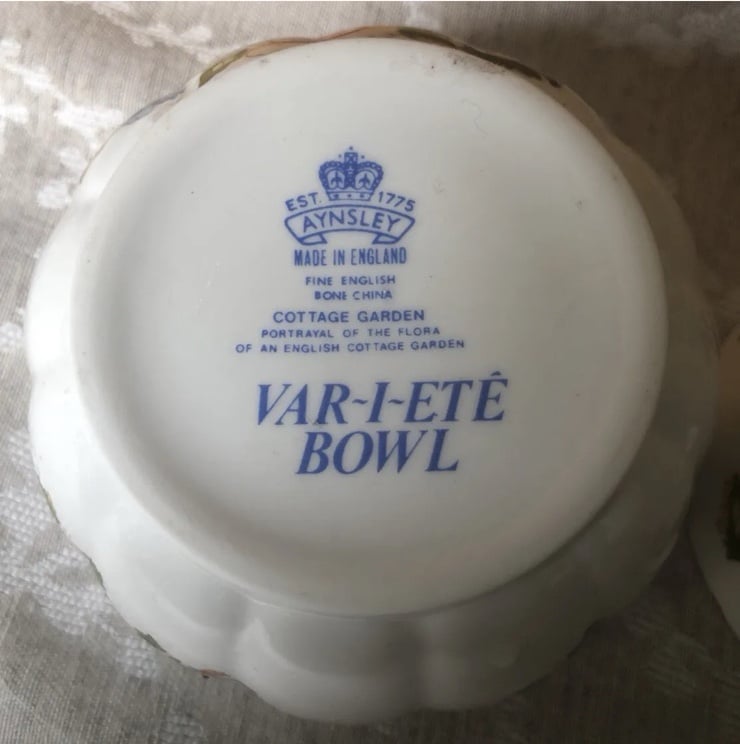 EST. 1775
AYNSLEY
MADE IN ENGLAND
FINE ENGLISH
BONE CHINA
COTTAGE GARDEN
PORTRAYAL OF THE FLORA
OF AN ENGLISH COTTAGE GARDEN
VAR~I~ETÊ
BOWL